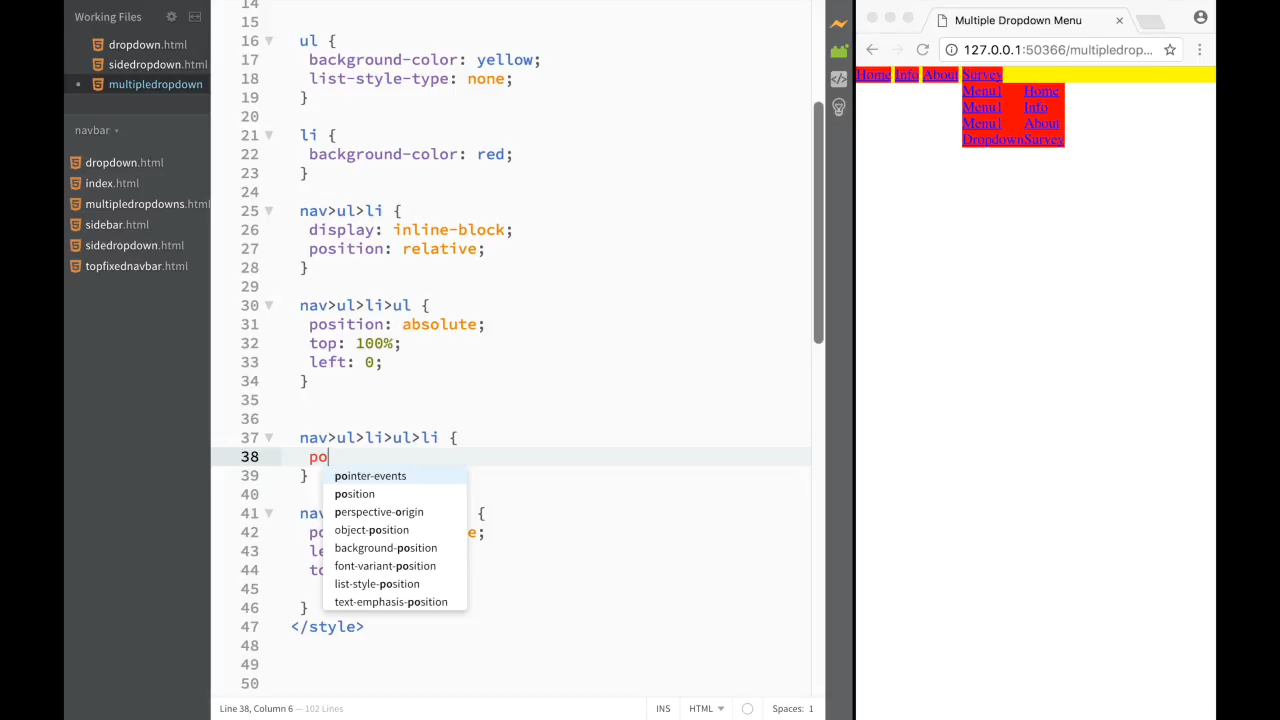 Working Files
dropdown.html
sidedropdown.html
multipledropdown
navbar
dropdown.html
index.html
multipledropdowns.html
sidebar.html
sidedropdown.html
topfixednavbar.html
14
15
16 ul {
17 background-color: yellow;
18 list-style-type: none;
19 }
20
21 li {
22 background-color: red;
23 }
24
25 nav>ul>li {
26 display: inline-block;
27 position: relative;
28 }
29
30 nav>ul>li>ul {
31 position: absolute;
32 top: 100%;
33 left: 0;
34 }
35
36
37 nav>ul>li>ul>li {
38 po
39 }
40
41 nav {
42 po e;
43 le
44 to
45
46 }
47 </style>
48
49
50
pointer-events
position
perspective-origin
object-position
background-position
font-variant-position
list-style-position
text-emphasis-position
Line 38, Column 6 — 102 Lines
INS
HTML
Spaces: 1
Multiple Dropdown Menu
127.0.0.1:50366/multipledrop...
Home Info About Survey
Menu1 Home
Menu1 Info
Menu1 About
DropdownSurvey